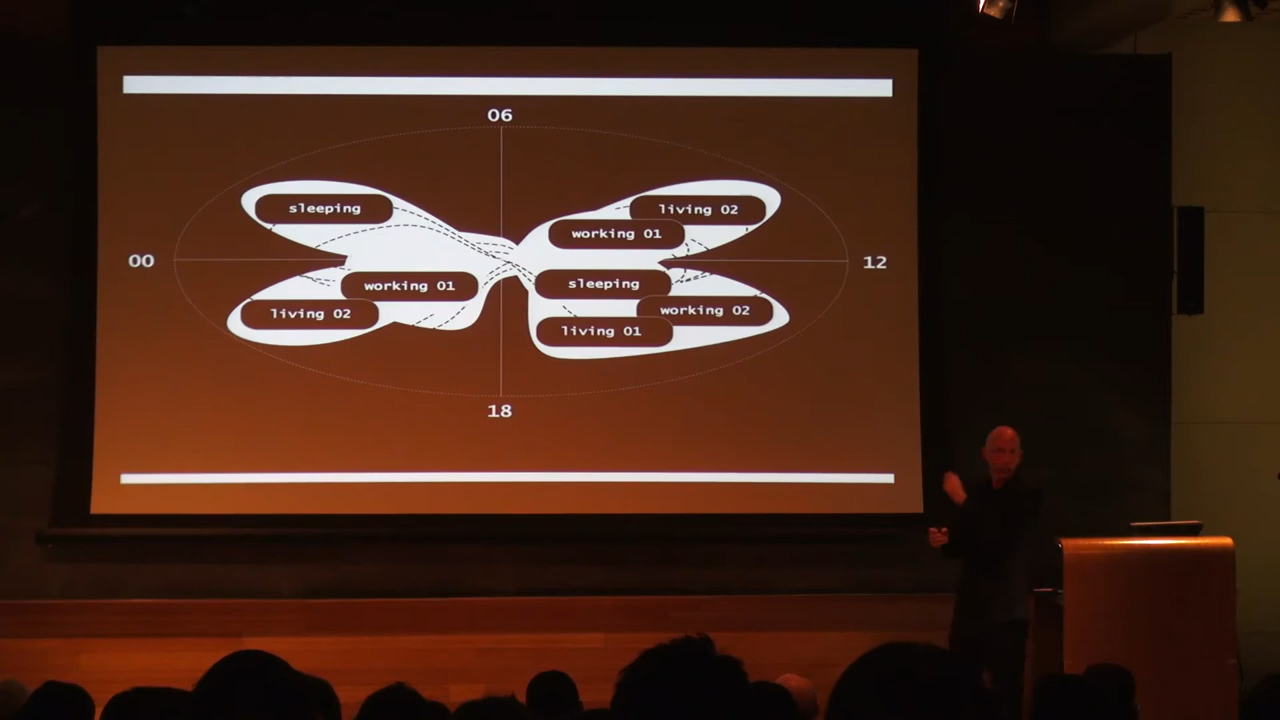 06
sleeping
living 02
working 01
00
12
working 01
sleeping
living 02
working 02
living 01
18